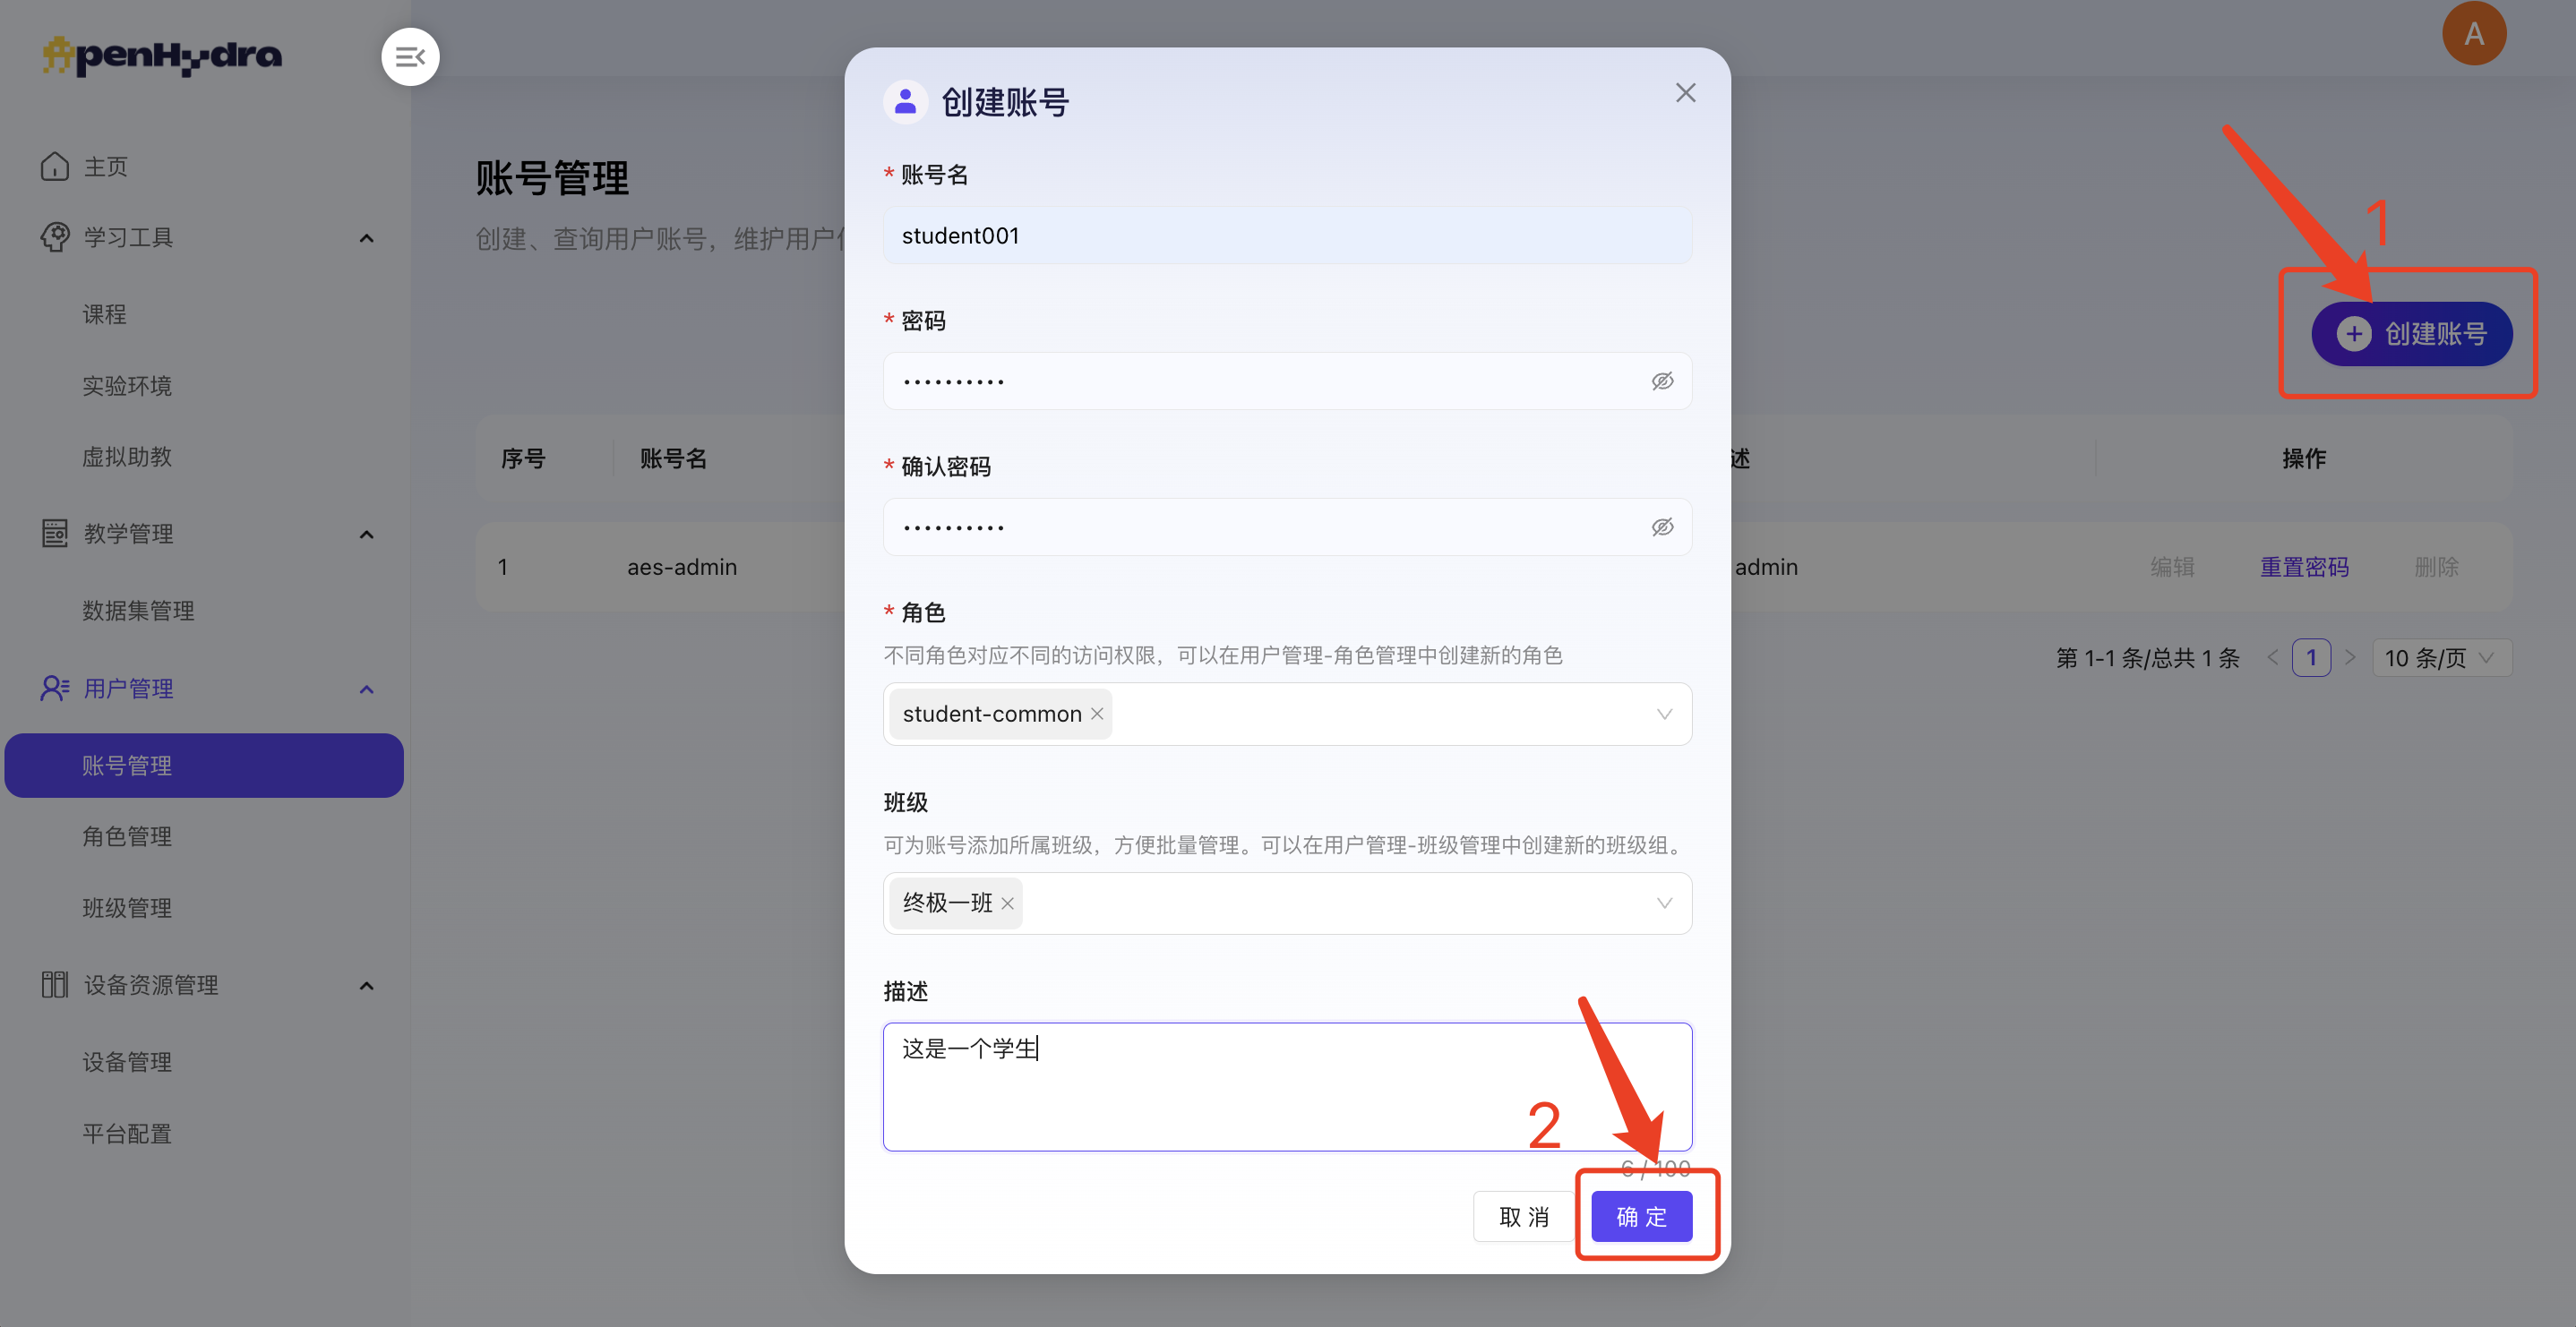 OpenHydra
A
主页
学习工具
课程
实验环境
虚拟助教
教学管理
数据集管理
用户管理
账号管理
角色管理
班级管理
设备资源管理
设备管理
平台配置
账号管理
创建、查询用户账号，维护用户
1
创建账号
序号 账号名 述 操作
1 aes-admin admin 编辑 重置密码 删除
第 1-1 条/总共 1 条 1 10 条/页
创建账号
* 账号名
student001
* 密码
••••••••••
* 确认密码
••••••••••
* 角色
不同角色对应不同的访问权限，可以在用户管理-角色管理中创建新的角色
student-common
班级
可为账号添加所属班级，方便批量管理。可以在用户管理-班级管理中创建新的班级组。
终极一班
描述
这是一个学生
2
6 / 100
取 消 确 定